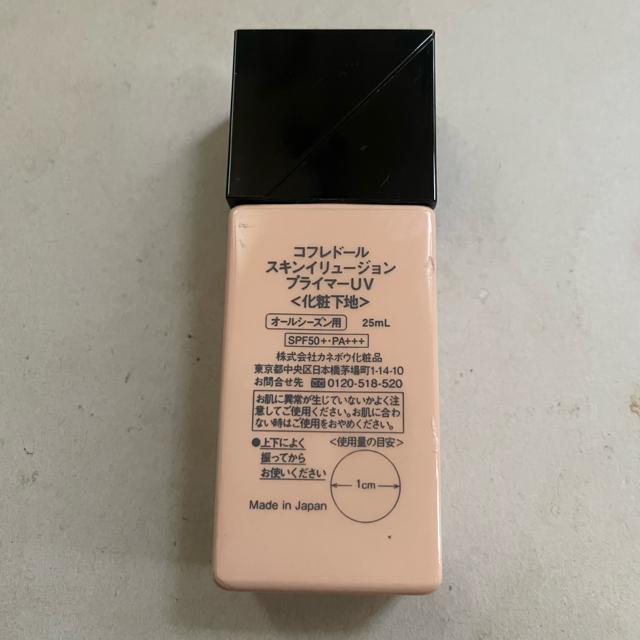 コフレドール
スキンイリュージョン
プライマーUV
<化粧下地>
オールシーズン用 25mL
SPF50+・PA+++
株式会社カネボウ化粧品
東京都中央区日本橋茅場町1-14-10
お問合せ先 0120-518-520
お肌に異常が生じていないかよく注
意してご使用ください。お肌に合わ
ない時はご使用をおやめください。
●上下によく
振ってから
お使いください
<使用量の目安>
1cm
Made in Japan